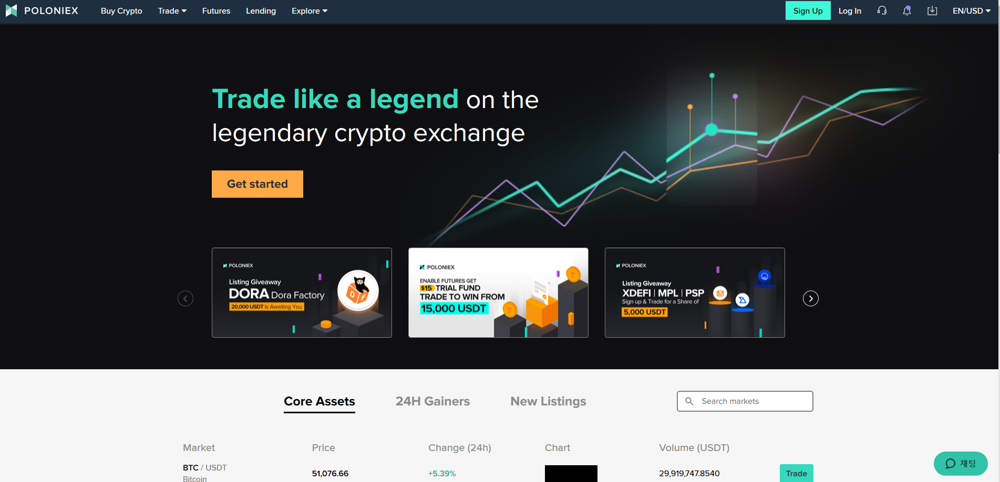 POLONIEX
Buy Crypto
Trade
Futures
Lending
Explore
Sign Up
Log In
EN/USD
Trade like a legend on the
legendary crypto exchange
Get started
POLONIEX
Listing Giveaway
DORA Dora Factory
20,000 USDT Is Awaiting You
POLONIEX
ENABLE FUTURES GET
$15 TRIAL FUND
TRADE TO WIN FROM
15,000 USDT
POLONIEX
Listing Giveaway
XDEFI | MPL | PSP
Sign up & Trade for a Share of
5,000 USDT
Core Assets
24H Gainers
New Listings
Search markets
Market
Price
Change (24h)
Chart
Volume (USDT)
BTC / USDT
Bitcoin
51,076.66
+5.39%
29,919,747.8540
Trade
채팅